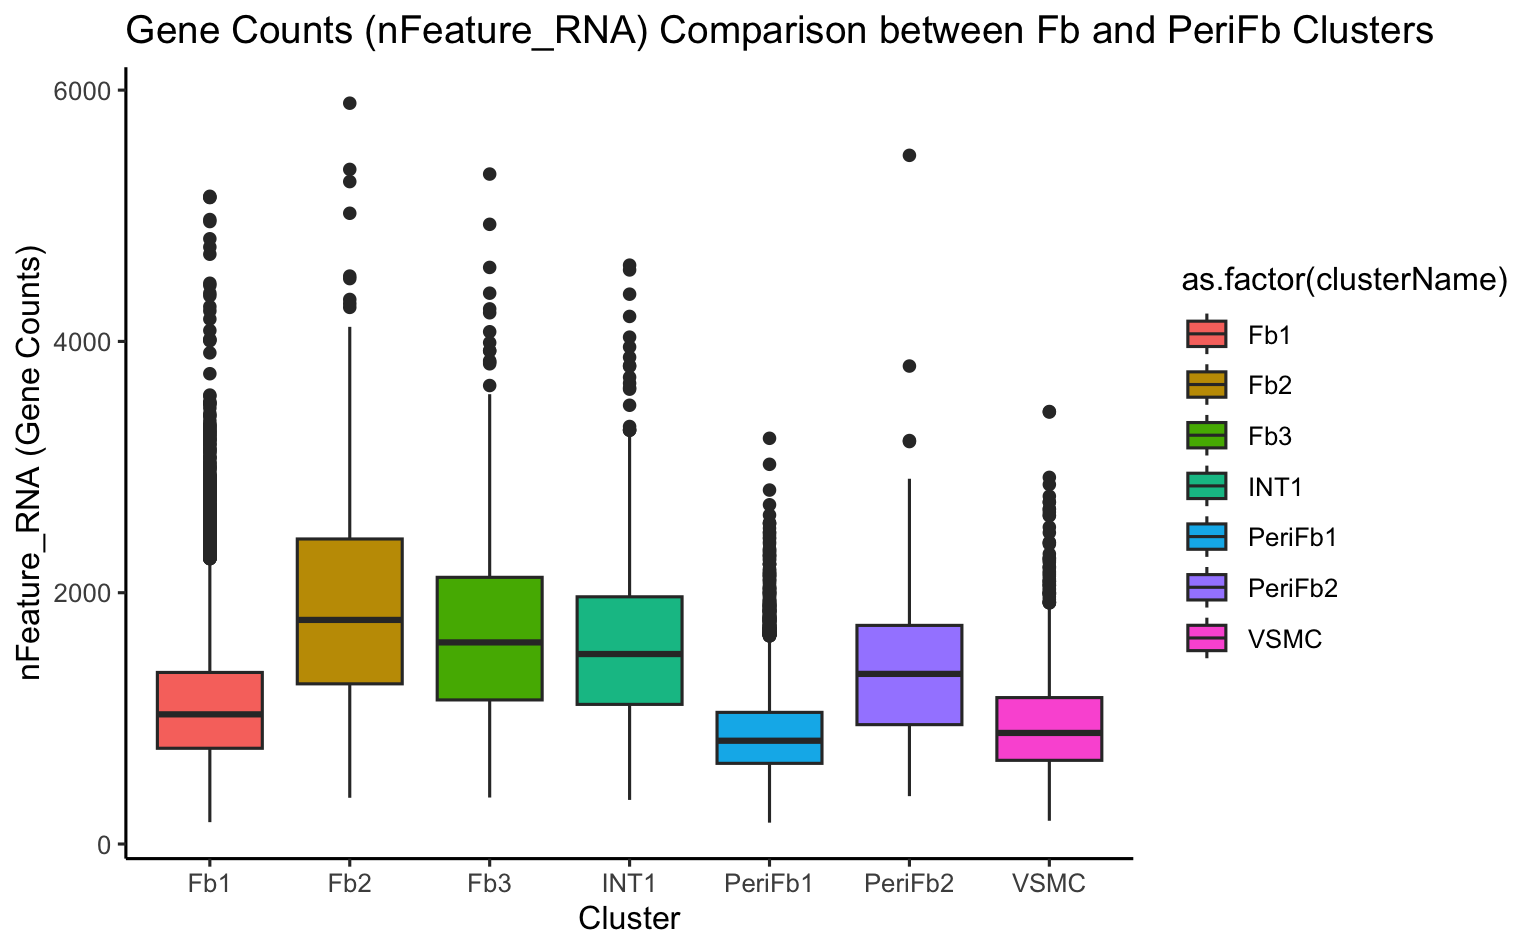 Gene Counts (nFeature_RNA) Comparison between Fb and PeriFb Clusters
nFeature_RNA (Gene Counts)
6000
4000
2000
0
Fb1 Fb2 Fb3 INT1 PeriFb1 PeriFb2 VSMC
Cluster
as.factor(clusterName)
Fb1
Fb2
Fb3
INT1
PeriFb1
PeriFb2
VSMC